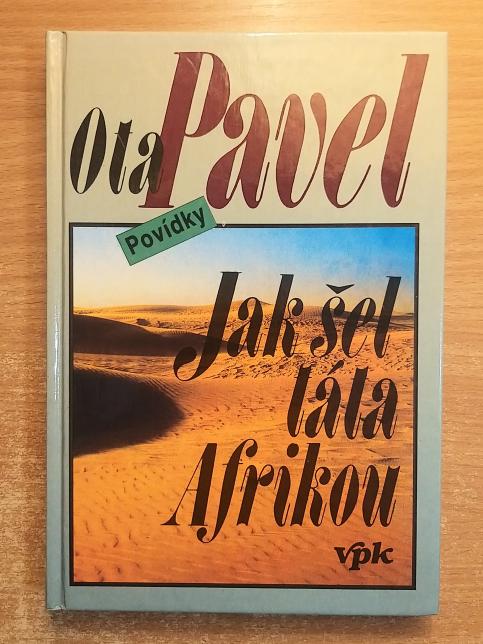 Ota Pavel
Povídky
Jak šel
táta
Afrikou
vpk